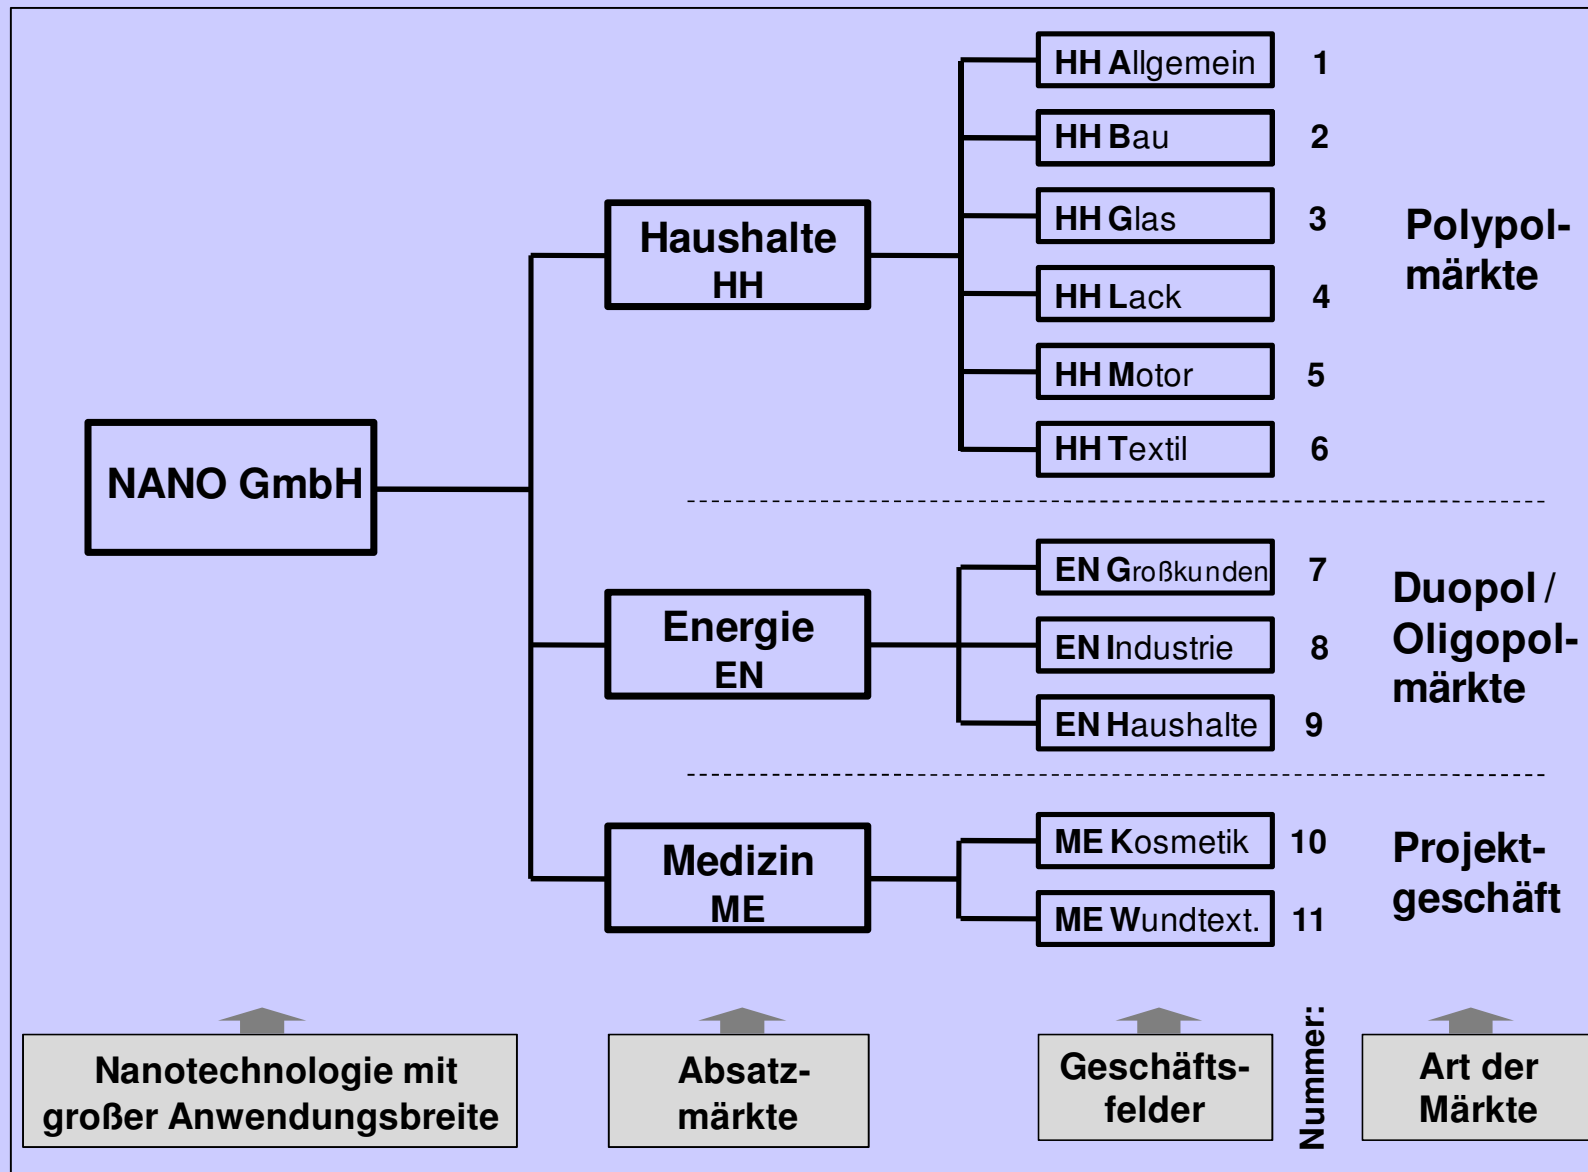 NANO GmbH
Haushalte
HH
HH Allgemein 1
HH Bau 2
HH Glas 3
HH Lack 4
HH Motor 5
HH Textil 6
Polypol-
märkte
Energie
EN
EN Großkunden 7
EN Industrie 8
EN Haushalte 9
Duopol /
Oligopol-
märkte
Medizin
ME
ME Kosmetik 10
ME Wundtext. 11
Projekt-
geschäft
Nanotechnologie mit
großer Anwendungsbreite
Absatz-
märkte
Geschäfts-
felder
Nummer:
Art der
Märkte